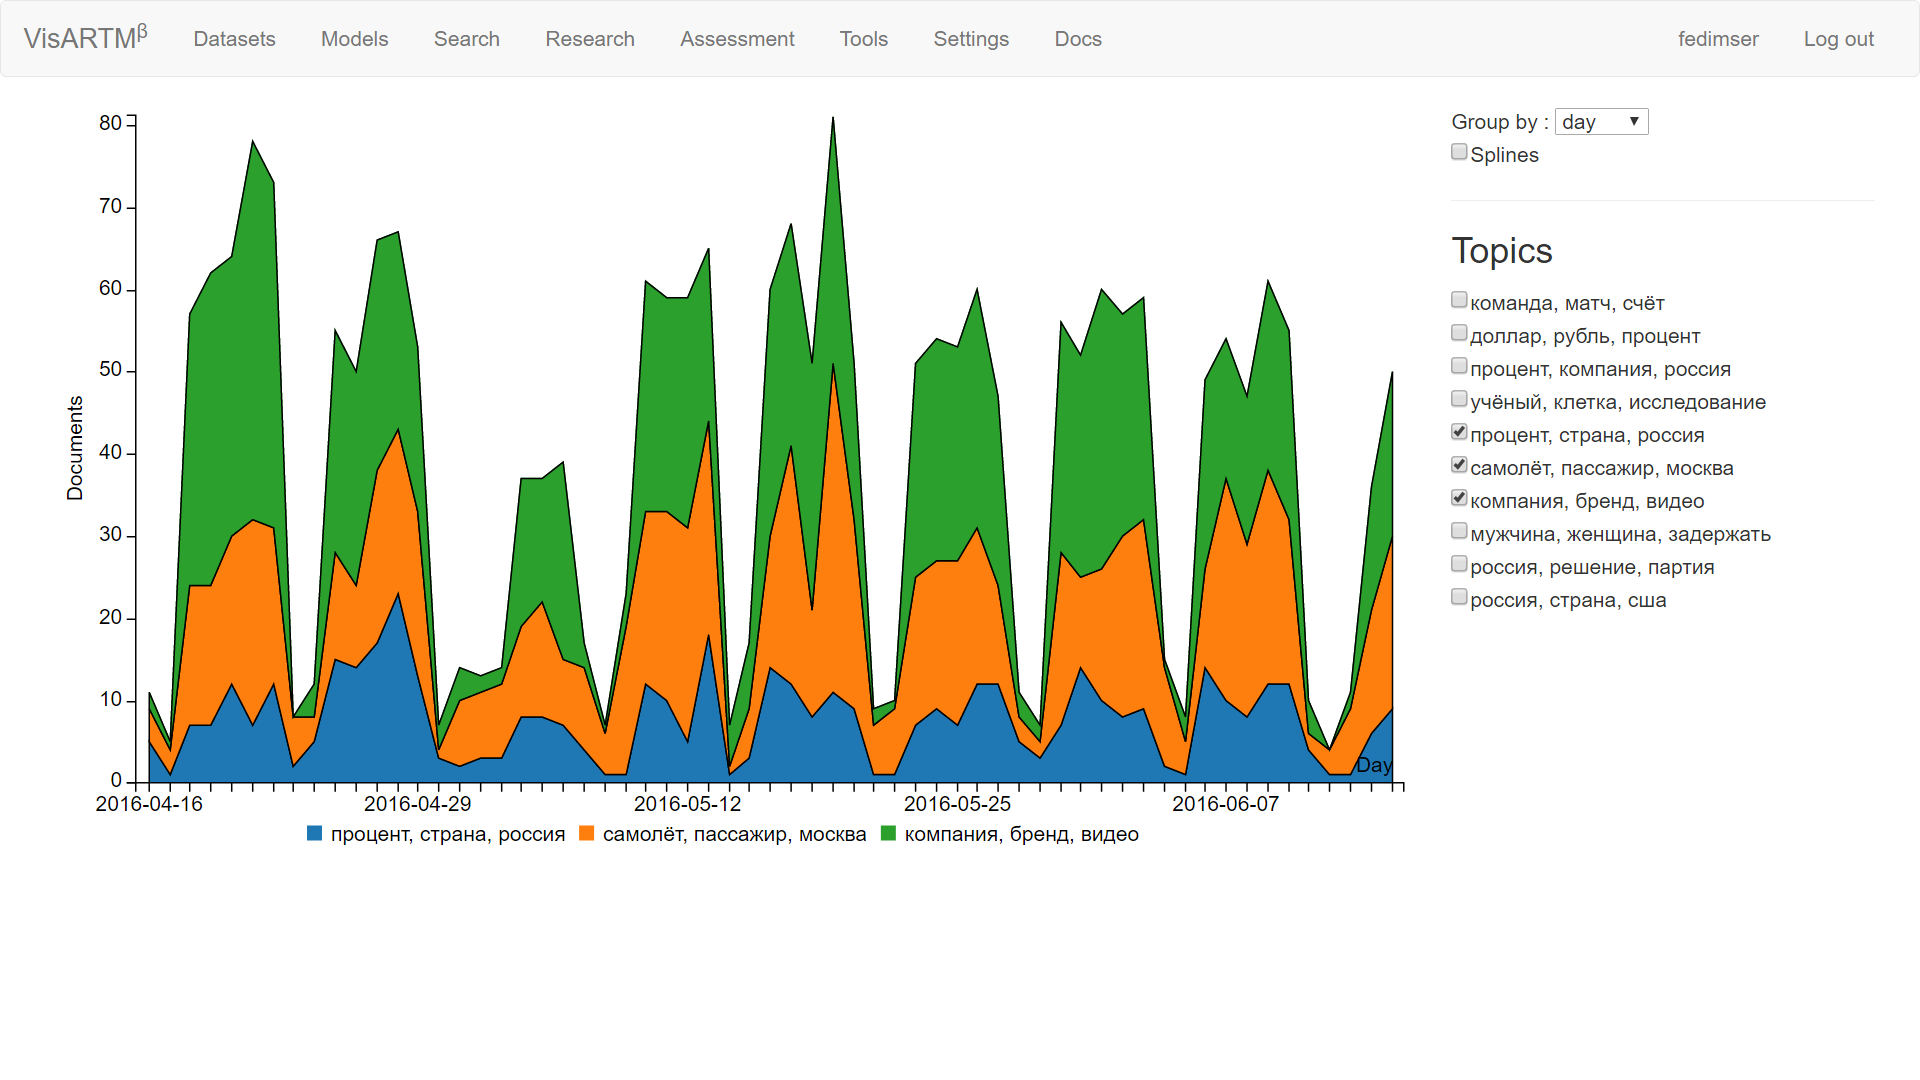 VisARTMβ Datasets Models Search Research Assessment Tools Settings Docs fedimser Log out
80
70
60
50
40
30
20
10
0
Documents
Day
2016-04-16 2016-04-29 2016-05-12 2016-05-25 2016-06-07
процент, страна, россия самолёт, пассажир, москва компания, бренд, видео
Group by : day
Splines
Topics
команда, матч, счёт
доллар, рубль, процент
процент, компания, россия
учёный, клетка, исследование
процент, страна, россия
самолёт, пассажир, москва
компания, бренд, видео
мужчина, женщина, задержать
россия, решение, партия
россия, страна, сша